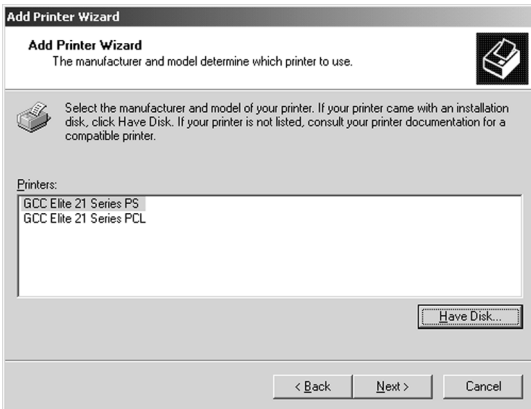 Add Printer Wizard
Add Printer Wizard
The manufacturer and model determine which printer to use.
Select the manufacturer and model of your printer. If your printer came with an installation
disk, click Have Disk. If your printer is not listed, consult your printer documentation for a
compatible printer.
Printers:
GCC Elite 21 Series PS
GCC Elite 21 Series PCL
Have Disk...
< Back
Next >
Cancel